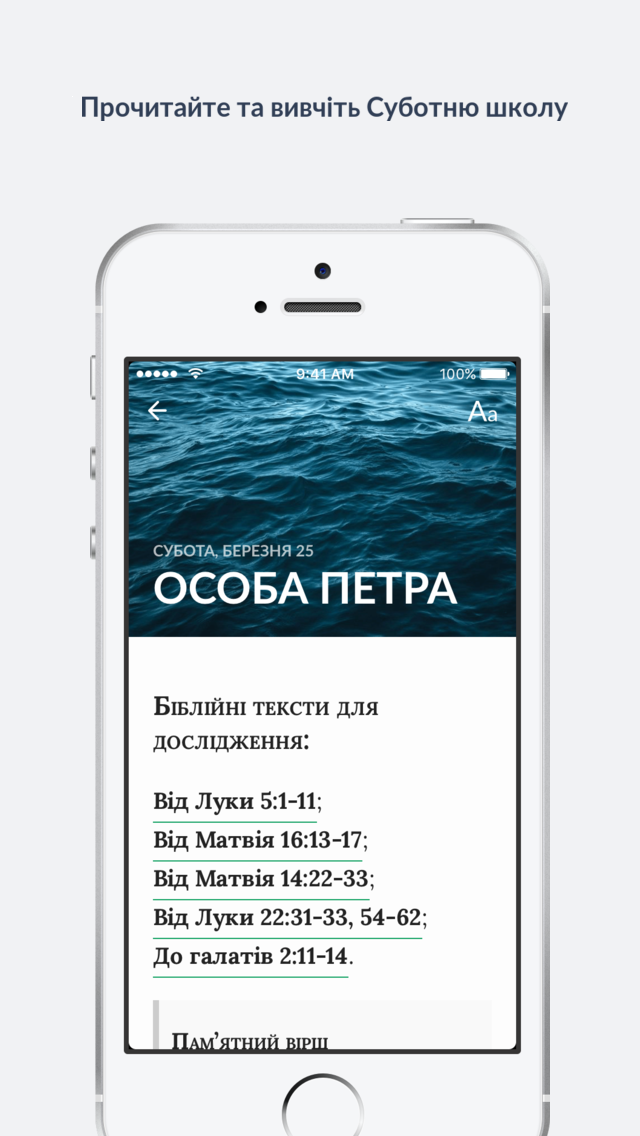 Прочитайте та вивчіть Суботню школу
9:41 AM
100%
Aa
СУБОТА, БЕРЕЗНЯ 25
ОСОБА ПЕТРА
Біблійні тексти для
дослідження:
Від Луки 5:1-11;
Від Матвія 16:13-17;
Від Матвія 14:22-33;
Від Луки 22:31-33, 54-62;
До галатів 2:11-14.
Пам’ятний вірш